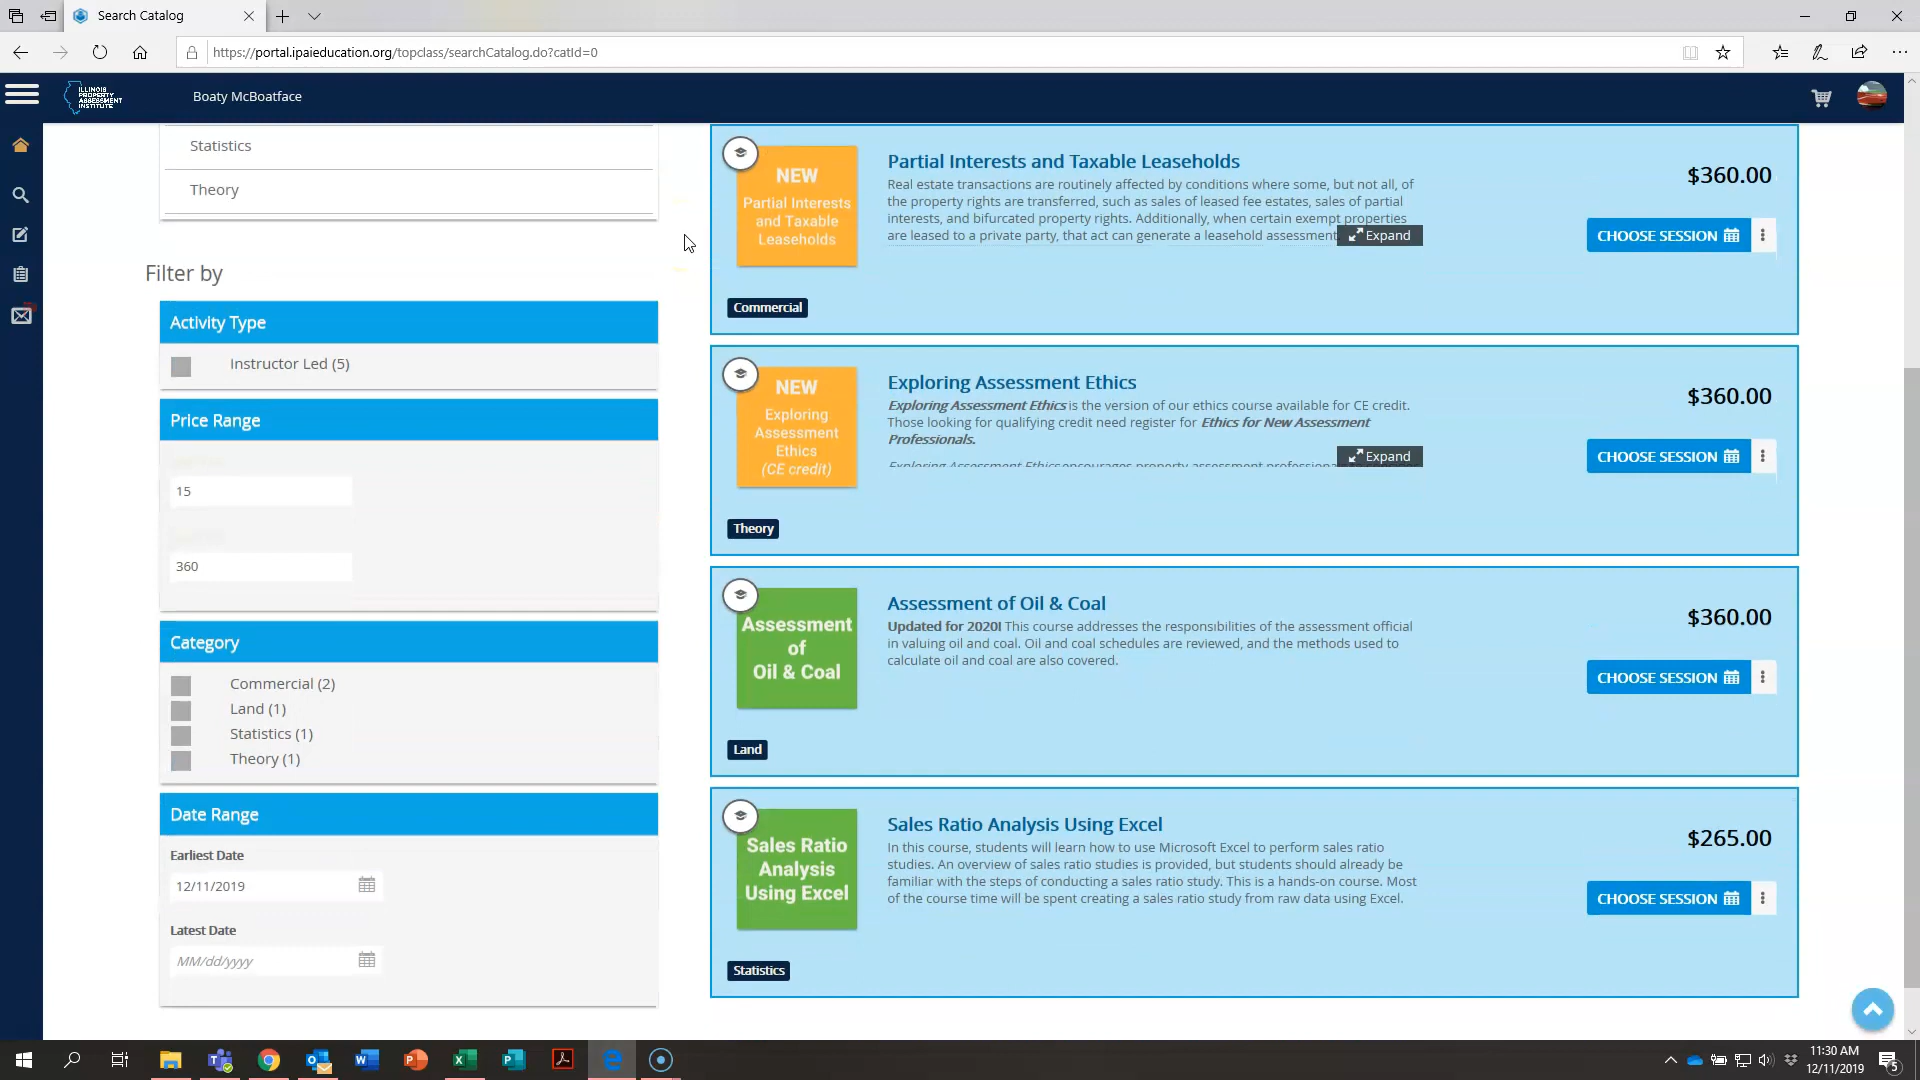 Search Catalog
https://portal.ipaieducation.org/topclass/searchCatalog.do?catId=0
ILLINOIS
PROPERTY
ASSESSMENT
INSTITUTE
Boaty McBoatface
Statistics
Theory
Filter by
Activity Type
Instructor Led (5)
Price Range
15
360
Category
Commercial (2)
Land (1)
Statistics (1)
Theory (1)
Date Range
Earliest Date
12/11/2019
Latest Date
MM/dd/yyyy
NEW
Partial Interests
and Taxable
Leaseholds
Partial Interests and Taxable Leaseholds
Real estate transactions are routinely affected by conditions where some, but not all, of
the property rights are transferred, such as sales of leased fee estates, sales of partial
interests, and bifurcated property rights. Additionally, when certain exempt properties
are leased to a private party, that act can generate a leasehold assessment
Expand
$360.00
CHOOSE SESSION
Commercial
NEW
Exploring
Assessment
Ethics
(CE credit)
Exploring Assessment Ethics
Exploring Assessment Ethics is the version of our ethics course available for CE credit.
Those looking for qualifying credit need register for Ethics for New Assessment
Professionals.
Exploring Assessment Ethics encourages property assessment professionals
Expand
$360.00
CHOOSE SESSION
Theory
Assessment
of
Oil & Coal
Assessment of Oil & Coal
Updated for 2020! This course addresses the responsibilities of the assessment official
in valuing oil and coal. Oil and coal schedules are reviewed, and the methods used to
calculate oil and coal are also covered.
$360.00
CHOOSE SESSION
Land
Sales Ratio
Analysis
Using Excel
Sales Ratio Analysis Using Excel
In this course, students will learn how to use Microsoft Excel to perform sales ratio
studies. An overview of sales ratio studies is provided, but students should already be
familiar with the steps of conducting a sales ratio study. This is a hands-on course. Most
of the course time will be spent creating a sales ratio study from raw data using Excel.
$265.00
CHOOSE SESSION
Statistics
11:30 AM
12/11/2019
5